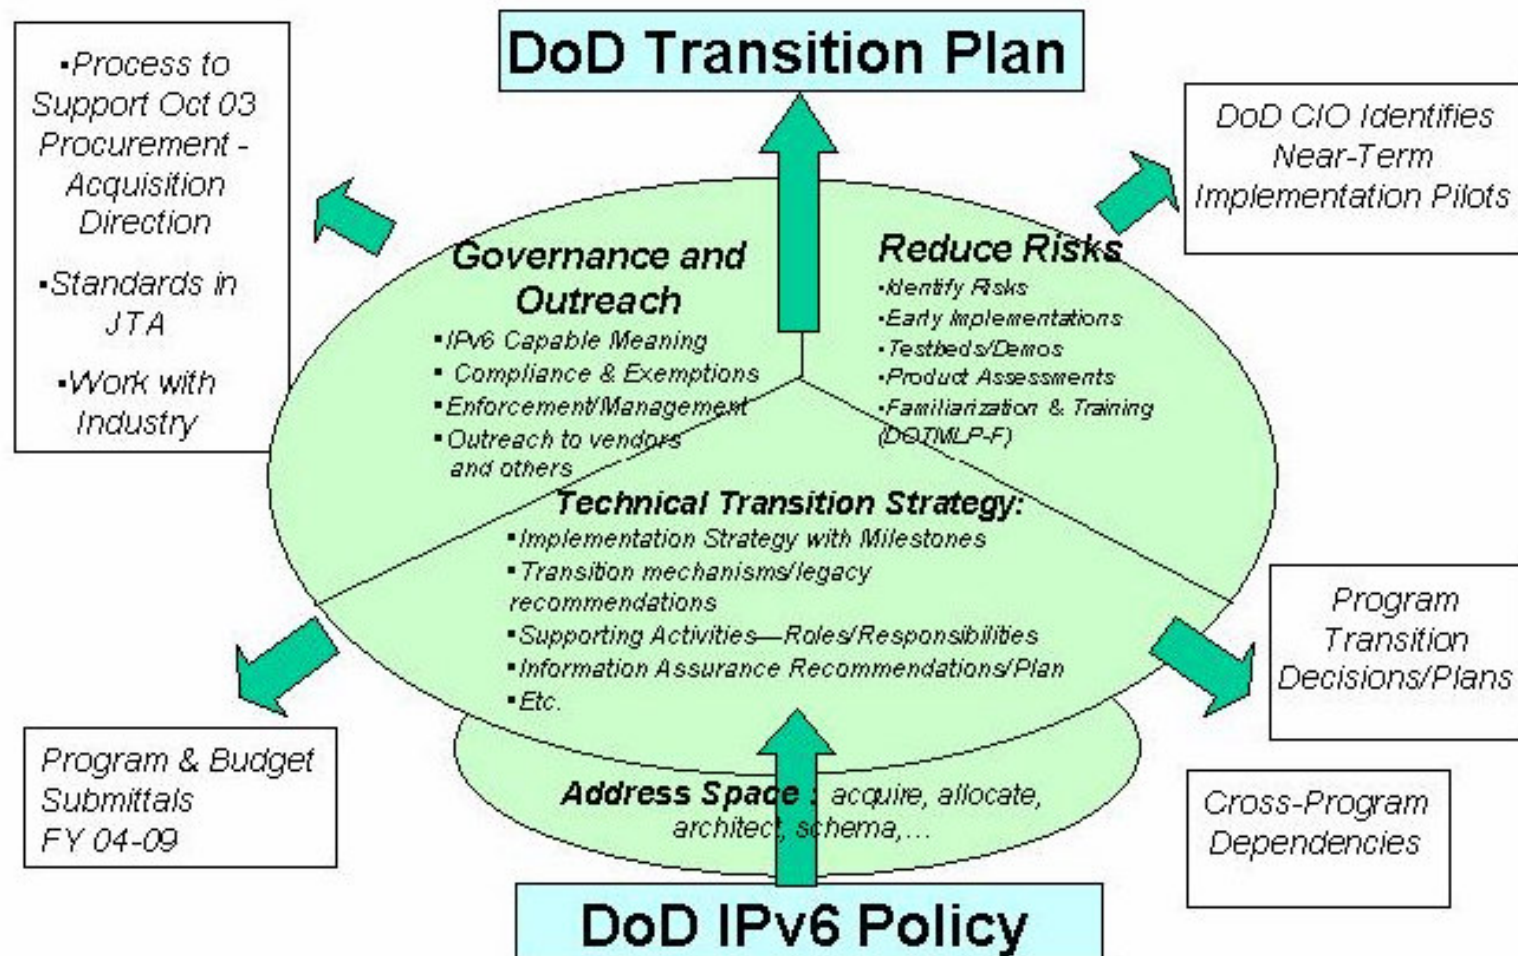 DoD Transition Plan
▪Process to
Support Oct 03
Procurement -
Acquisition
Direction
▪Standards in
JTA
▪Work with
Industry
DoD CIO Identifies
Near-Term
Implementation Pilots
Governance and
Outreach
▪IPv6 Capable Meaning
▪ Compliance & Exemptions
▪Enforcement/Management
▪Outreach to vendors
and others
Reduce Risks
▪Identify Risks
▪Early Implementations
▪Testbeds/Demos
▪Product Assessments
▪Familiarization & Training
(DOTMLP-F)
Technical Transition Strategy:
▪Implementation Strategy with Milestones
▪Transition mechanisms/legacy
recommendations
▪Supporting Activities—Roles/Responsibilities
▪Information Assurance Recommendations/Plan
▪Etc.
Program
Transition
Decisions/Plans
Program & Budget
Submittals
FY 04-09
Address Space : acquire, allocate,
architect, schema,…
Cross-Program
Dependencies
DoD IPv6 Policy